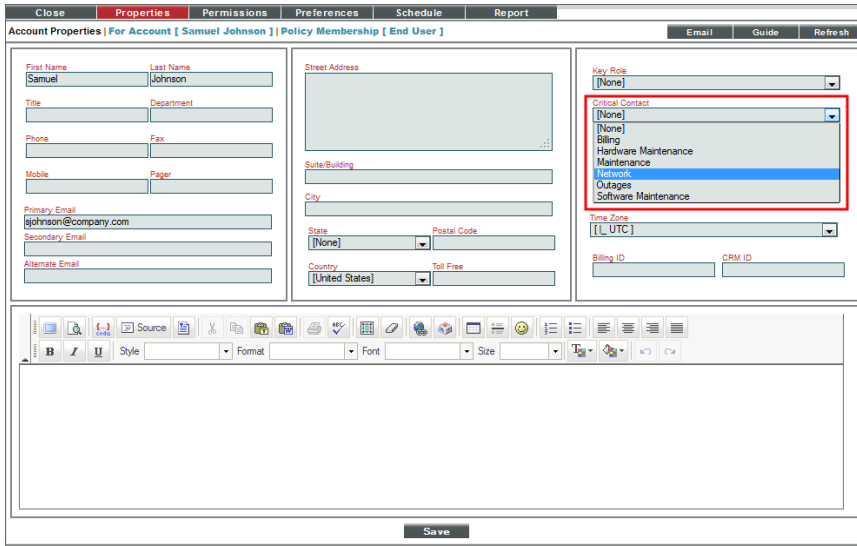 Close Properties Permissions Preferences Schedule Report
Account Properties | For Account [ Samuel Johnson ] | Policy Membership [ End User ]
Email Guide Refresh
First Name Last Name
Samuel Johnson
Title Department
Phone Fax
Mobile Pager
Primary Email
sjohnson@company.com
Secondary Email
Alternate Email
Street Address
Suite/Building
City
State Postal Code
[None]
Country Toll Free
[United States]
Key Role
[None]
Critical Contact
[None]
[None]
Billing
Hardware Maintenance
Maintenance
Network
Outages
Software Maintenance
Time Zone
[ |_ UTC ]
Billing ID CRM ID
{...} code Source ABC
B I U Style Format Font Size T
Save